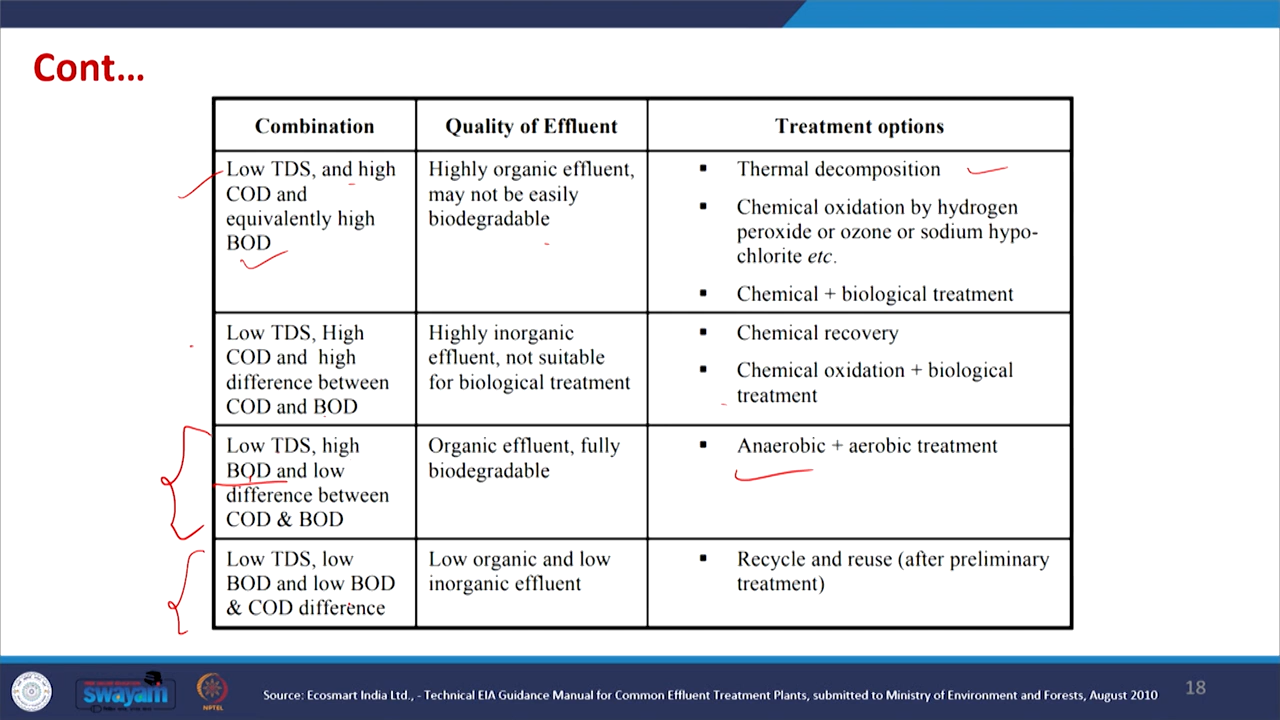 Cont...
Combination
Quality of Effluent
Treatment options
Low TDS, and high
COD and
equivalently high
BOD
Highly organic effluent,
may not be easily
biodegradable
▪ Thermal decomposition
▪ Chemical oxidation by hydrogen
peroxide or ozone or sodium hypo-
chlorite etc.
▪ Chemical + biological treatment
Low TDS, High
COD and high
difference between
COD and BOD
Highly inorganic
effluent, not suitable
for biological treatment
▪ Chemical recovery
▪ Chemical oxidation + biological
treatment
Low TDS, high
BOD and low
difference between
COD & BOD
Organic effluent, fully
biodegradable
▪ Anaerobic + aerobic treatment
Low TDS, low
BOD and low BOD
& COD difference
Low organic and low
inorganic effluent
▪ Recycle and reuse (after preliminary
treatment)
swayam
NPTEL
Source: Ecosmart India Ltd., - Technical EIA Guidance Manual for Common Effluent Treatment Plants, submitted to Ministry of Environment and Forests, August 2010
18